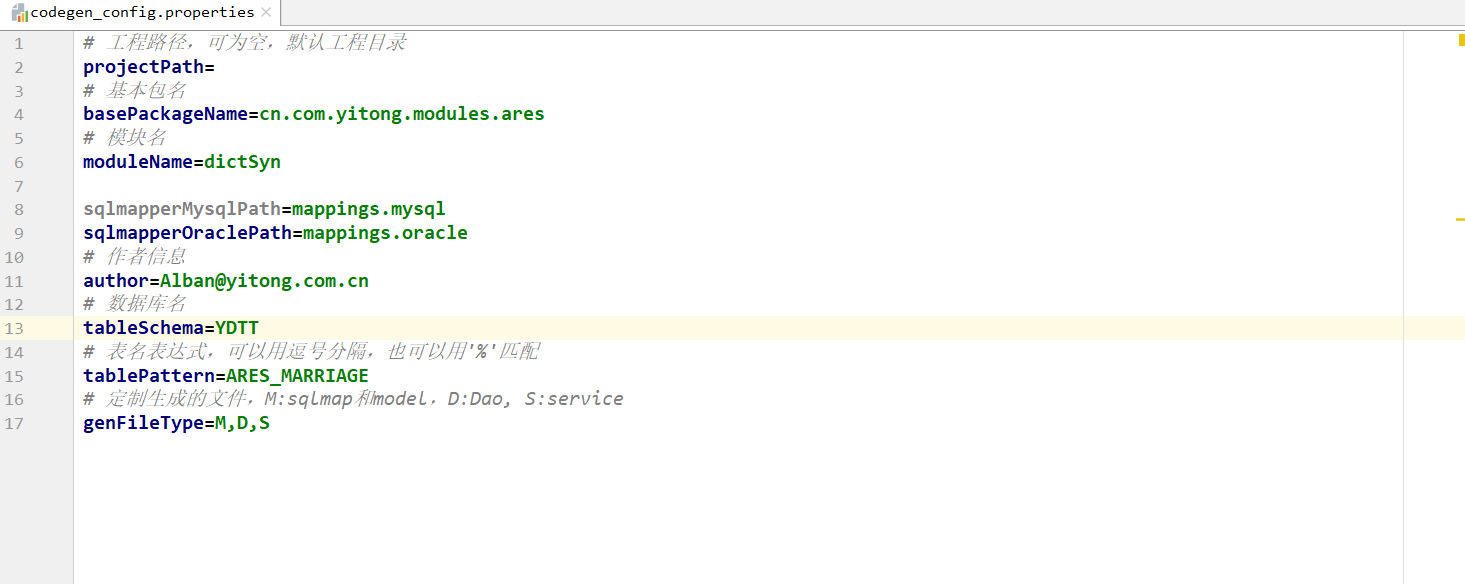 codegen_config.properties
1 # 工程路径，可为空，默认工程目录
2 projectPath=
3 # 基本包名
4 basePackageName=cn.com.yitong.modules.ares
5 # 模块名
6 moduleName=dictSyn
7
8 sqlmapperMysqlPath=mappings.mysql
9 sqlmapperOraclePath=mappings.oracle
10 # 作者信息
11 author=Alban@yitong.com.cn
12 # 数据库名
13 tableSchema=YDTT
14 # 表名表达式，可以用逗号分隔，也可以用'%'匹配
15 tablePattern=ARES_MARRIAGE
16 # 定制生成的文件，M:sqlmap和model，D:Dao, S:service
17 genFileType=M,D,S